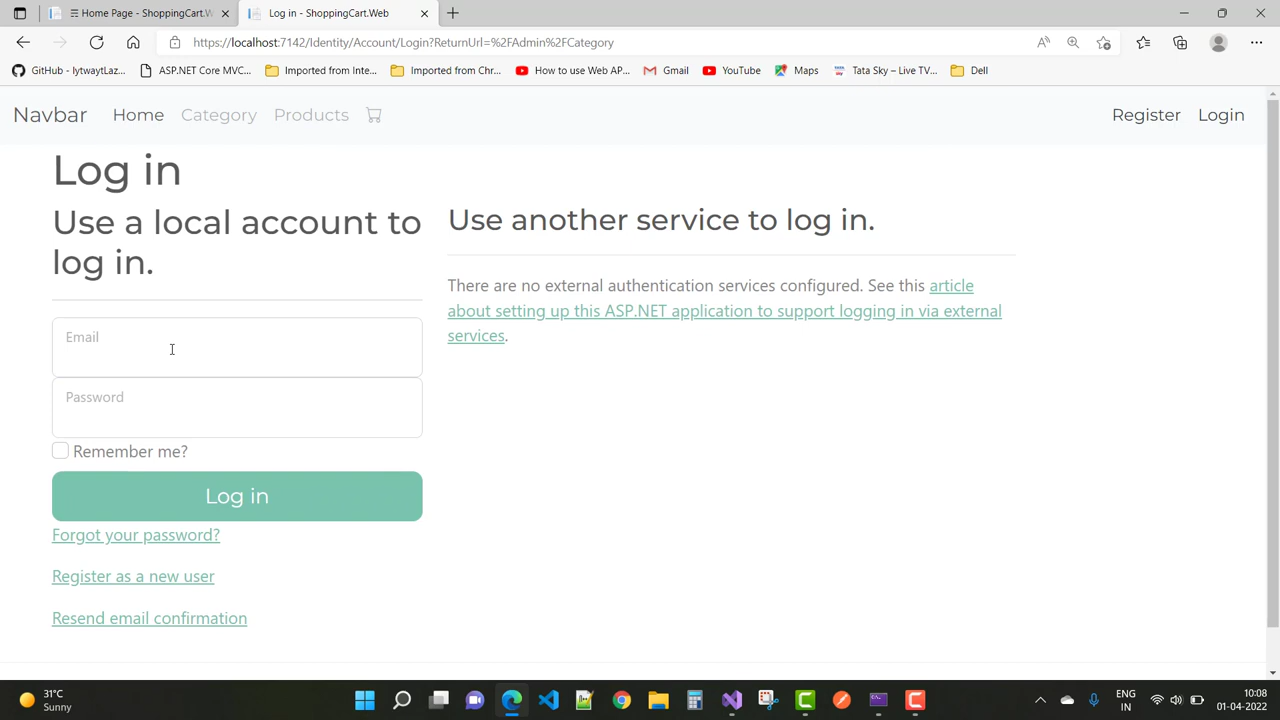 Home Page - ShoppingCart.W
Log in - ShoppingCart.Web
https://localhost:7142/Identity/Account/Login?ReturnUrl=%2FAdmin%2FCategory
GitHub - lytwaytLaz...
ASP.NET Core MVC...
Imported from Inte...
Imported from Chr...
How to use Web AP...
Gmail
YouTube
Maps
Tata Sky – Live TV...
Dell
Navbar
Home
Category
Products
Register
Login
Log in
Use a local account to
log in.
Email
Password
Remember me?
Log in
Forgot your password?
Register as a new user
Resend email confirmation
Use another service to log in.
There are no external authentication services configured. See this article
about setting up this ASP.NET application to support logging in via external
services.
31°C
Sunny
ENG
IN
10:08
01-04-2022